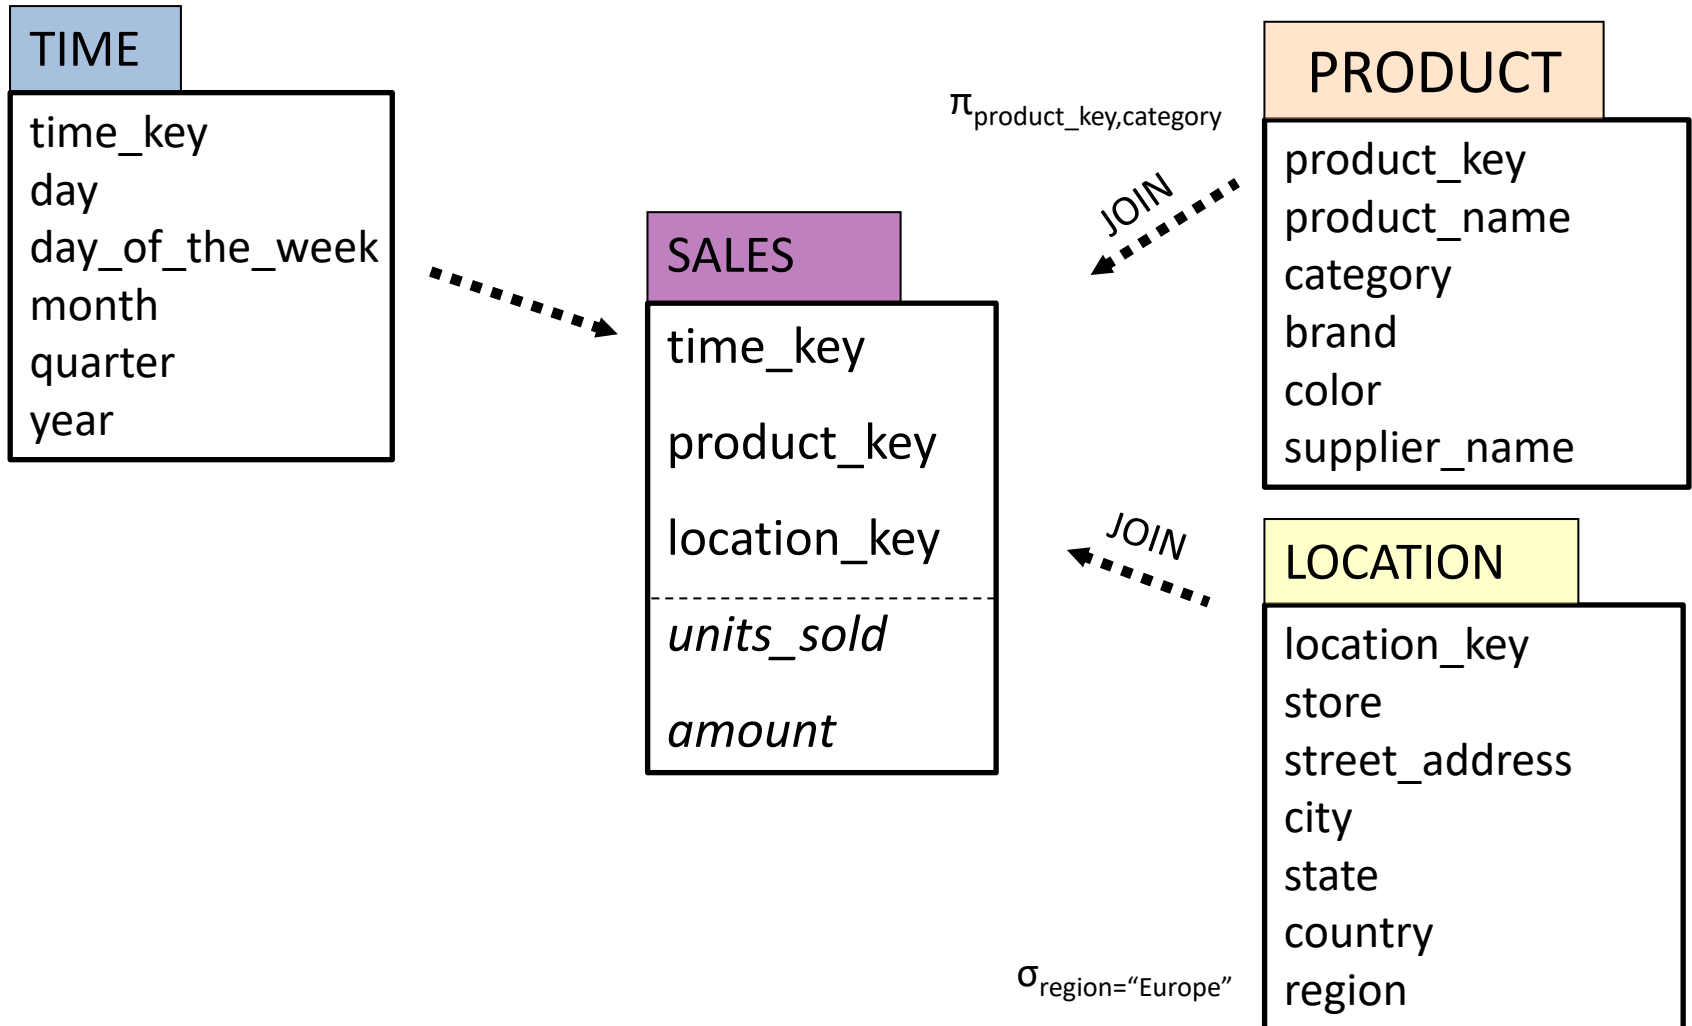 TIME
time_key
day
day_of_the_week
month
quarter
year
SALES
time_key
product_key
location_key
units_sold
amount
πproduct_key,category
JOIN
PRODUCT
product_key
product_name
category
brand
color
supplier_name
JOIN
LOCATION
location_key
store
street_address
city
state
country
region
σregion=“Europe”